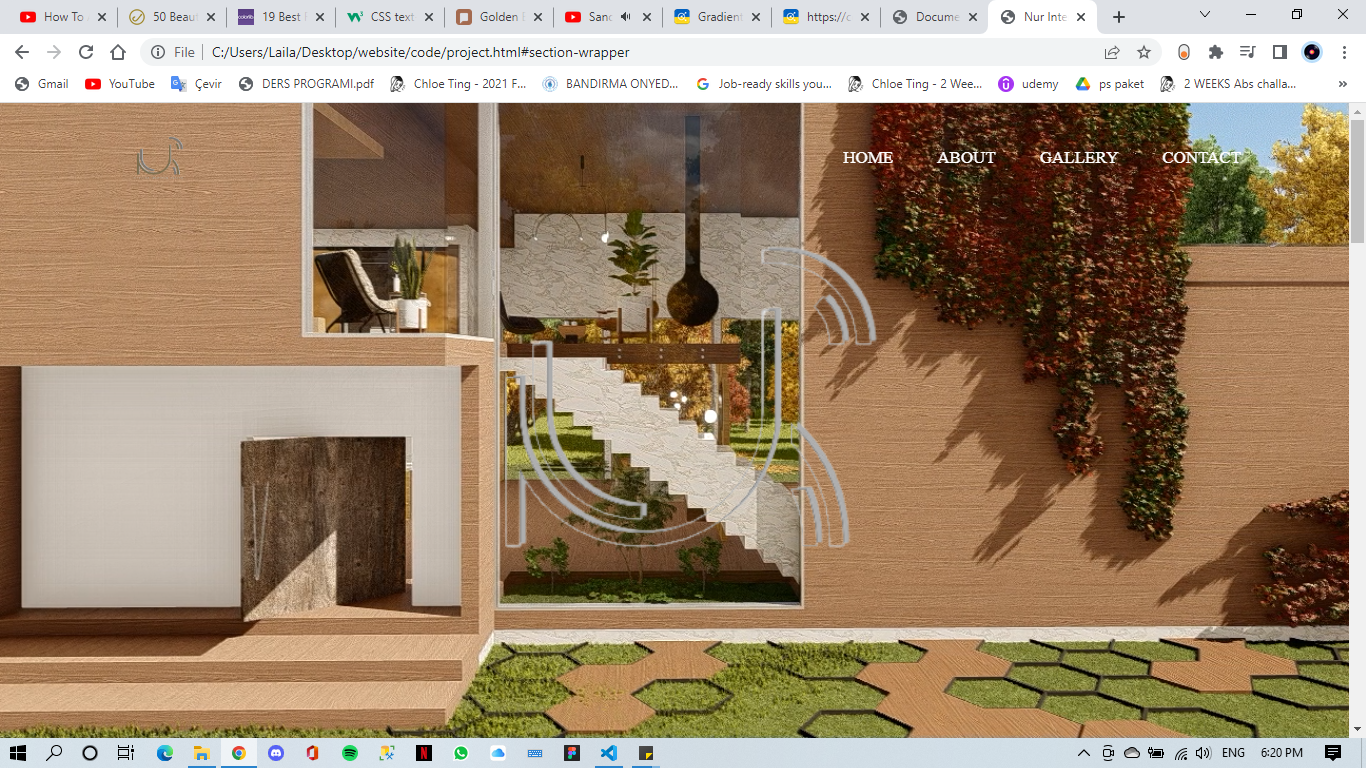 How To
50 Beau
19 Best
CSS text
Golden
Sand
Gradient
https://c
Docume
Nur Inte
File
C:/Users/Laila/Desktop/website/code/project.html#section-wrapper
Gmail
YouTube
Çevir
DERS PROGRAMI.pdf
Chloe Ting - 2021 F...
BANDIRMA ONYED...
Job-ready skills you...
Chloe Ting - 2 Wee...
udemy
ps paket
2 WEEKS Abs challa...
HOME
ABOUT
GALLERY
CONTACT
ENG
6:20 PM